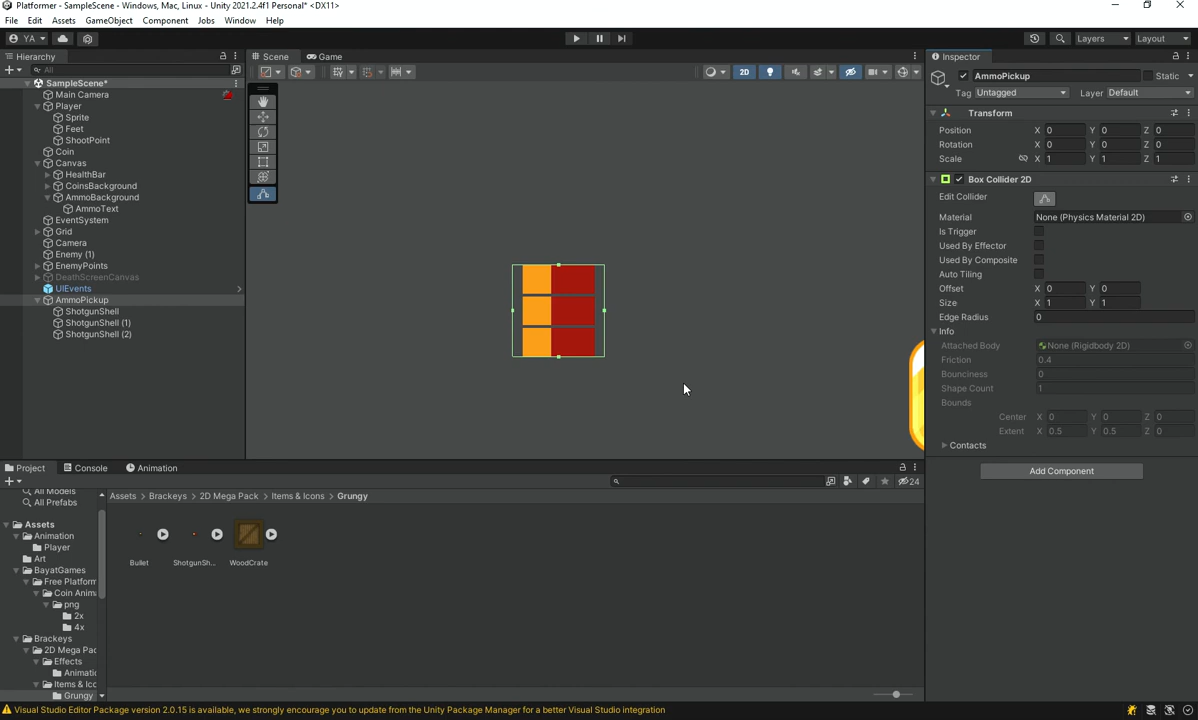 Platformer - SampleScene - Windows, Mac, Linux - Unity 2021.2.4f1 Personal* <DX11>
File Edit Assets GameObject Component Jobs Window Help
YA Layers Layout
Hierarchy
All
SampleScene*
Main Camera
Player
Sprite
Feet
ShootPoint
Coin
Canvas
HealthBar
CoinsBackground
AmmoBackground
AmmoText
EventSystem
Grid
Camera
Enemy (1)
EnemyPoints
DeathScreenCanvas
UIEvents
AmmoPickup
ShotgunShell
ShotgunShell (1)
ShotgunShell (2)
Scene Game
2D
Inspector
AmmoPickup Static
Tag Untagged Layer Default
Transform
Position X 0 Y 0 Z 0
Rotation X 0 Y 0 Z 0
Scale X 1 Y 1 Z 1
Box Collider 2D
Edit Collider
Material None (Physics Material 2D)
Is Trigger
Used By Effector
Used By Composite
Auto Tiling
Offset X 0 Y 0
Size X 1 Y 1
Edge Radius 0
Info
Attached Body None (Rigidbody 2D)
Friction 0.4
Bounciness 0
Shape Count 1
Bounds
Center X 0 Y 0 Z 0
Extent X 0.5 Y 0.5 Z 0
Contacts
Add Component
Project Console Animation
24
All Models
All Prefabs
Assets
Animation
Player
Art
BayatGames
Free Platform
Coin Anim
png
2x
4x
Brackeys
2D Mega Pac
Effects
Animatic
Items & Icc
Grungy
Assets > Brackeys > 2D Mega Pack > Items & Icons > Grungy
Bullet ShotgunSh... WoodCrate
Visual Studio Editor Package version 2.0.15 is available, we strongly encourage you to update from the Unity Package Manager for a better Visual Studio integration